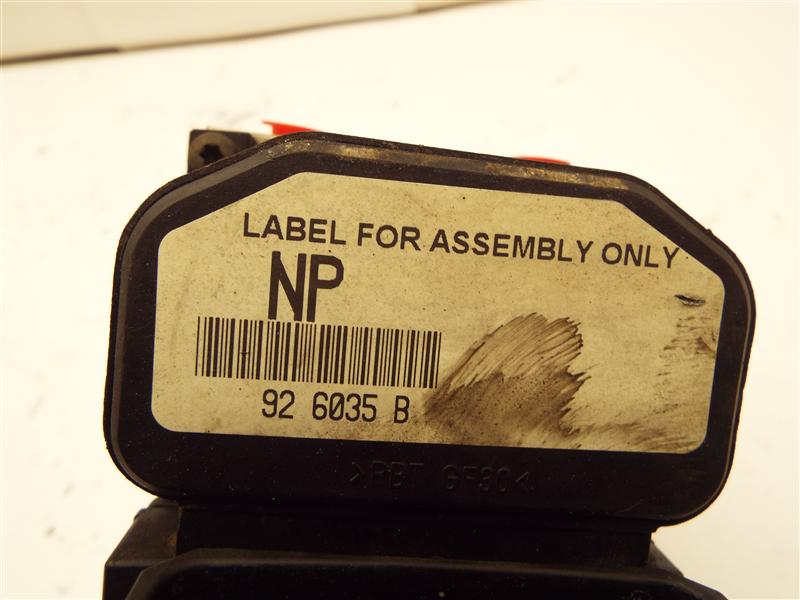 LABEL FOR ASSEMBLY ONLY
NP
92 6035 B
>PBT GF30<